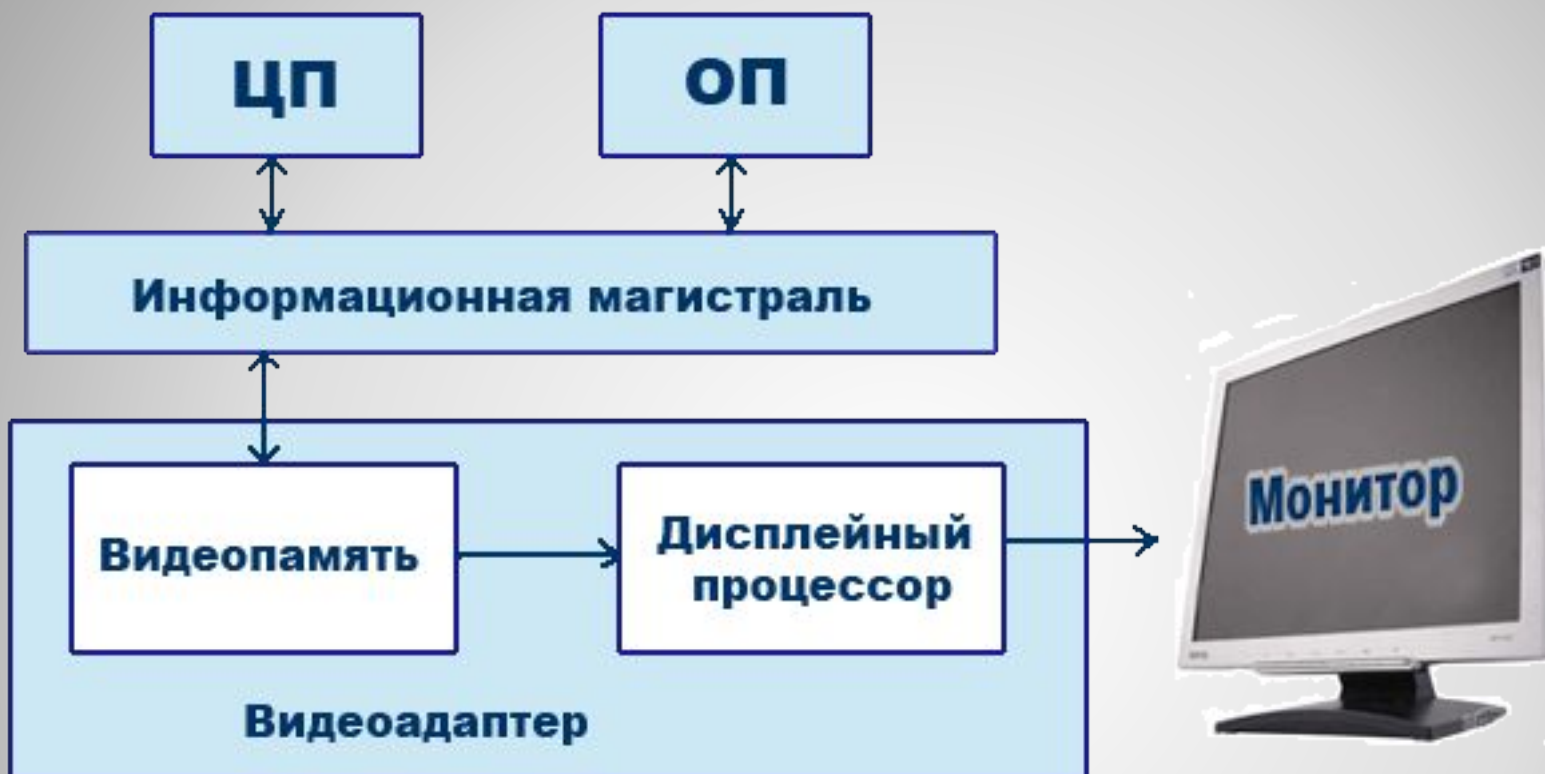 ЦП
ОП
Информационная магистраль
Видеопамять
Дисплейный
процессор
Видеоадаптер
Монитор